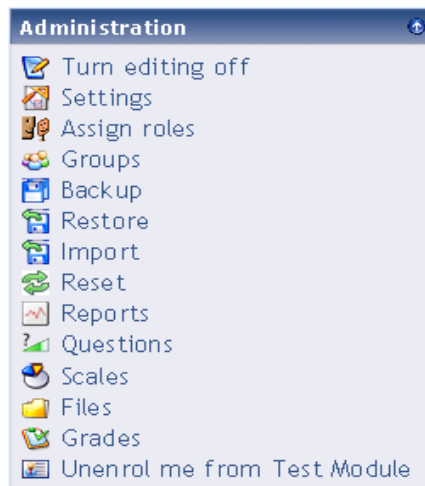 Administration
Turn editing off
Settings
Assign roles
Groups
Backup
Restore
Import
Reset
Reports
Questions
Scales
Files
Grades
Unenrol me from Test Module